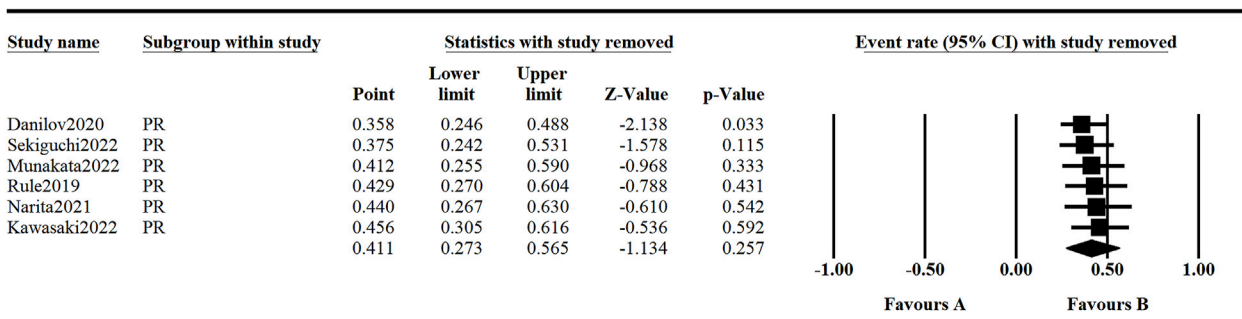 Study name Subgroup within study Statistics with study removed Event rate (95% CI) with study removed
Lower Upper
Point limit limit Z-Value p-Value
Danilov2020 PR 0.358 0.246 0.488 -2.138 0.033
Sekiguchi2022 PR 0.375 0.242 0.531 -1.578 0.115
Munakata2022 PR 0.412 0.255 0.590 -0.968 0.333
Rule2019 PR 0.429 0.270 0.604 -0.788 0.431
Narita2021 PR 0.440 0.267 0.630 -0.610 0.542
Kawasaki2022 PR 0.456 0.305 0.616 -0.536 0.592
0.411 0.273 0.565 -1.134 0.257
-1.00 -0.50 0.00 0.50 1.00
Favours A Favours B